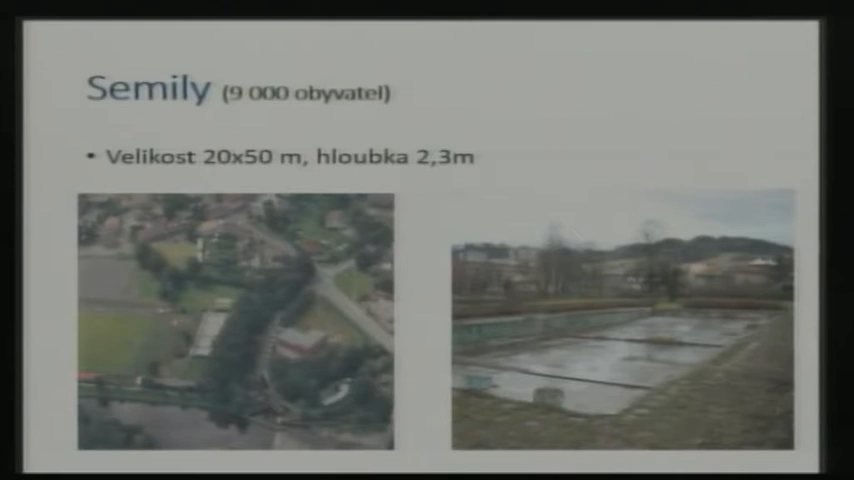 Semily (9 000 obyvatel)
• Velikost 20x50 m, hloubka 2,3m